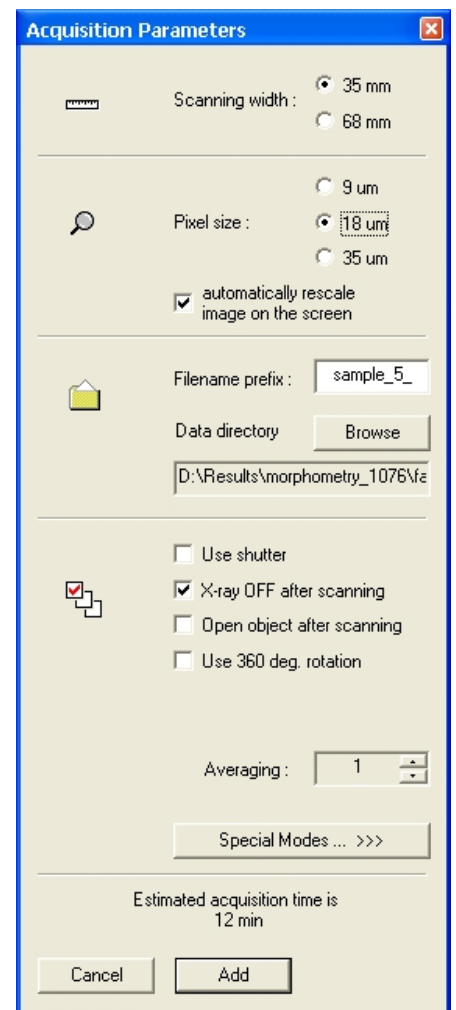 Acquisition Parameters
Scanning width :
35 mm
68 mm
Pixel size :
9 um
18 um
35 um
automatically rescale
image on the screen
Filename prefix :
sample_5_
Data directory
Browse
D:\Results\morphometry_1076\fa
Use shutter
X-ray OFF after scanning
Open object after scanning
Use 360 deg. rotation
Averaging :
1
Special Modes ... >>>
Estimated acquisition time is
12 min
Cancel
Add